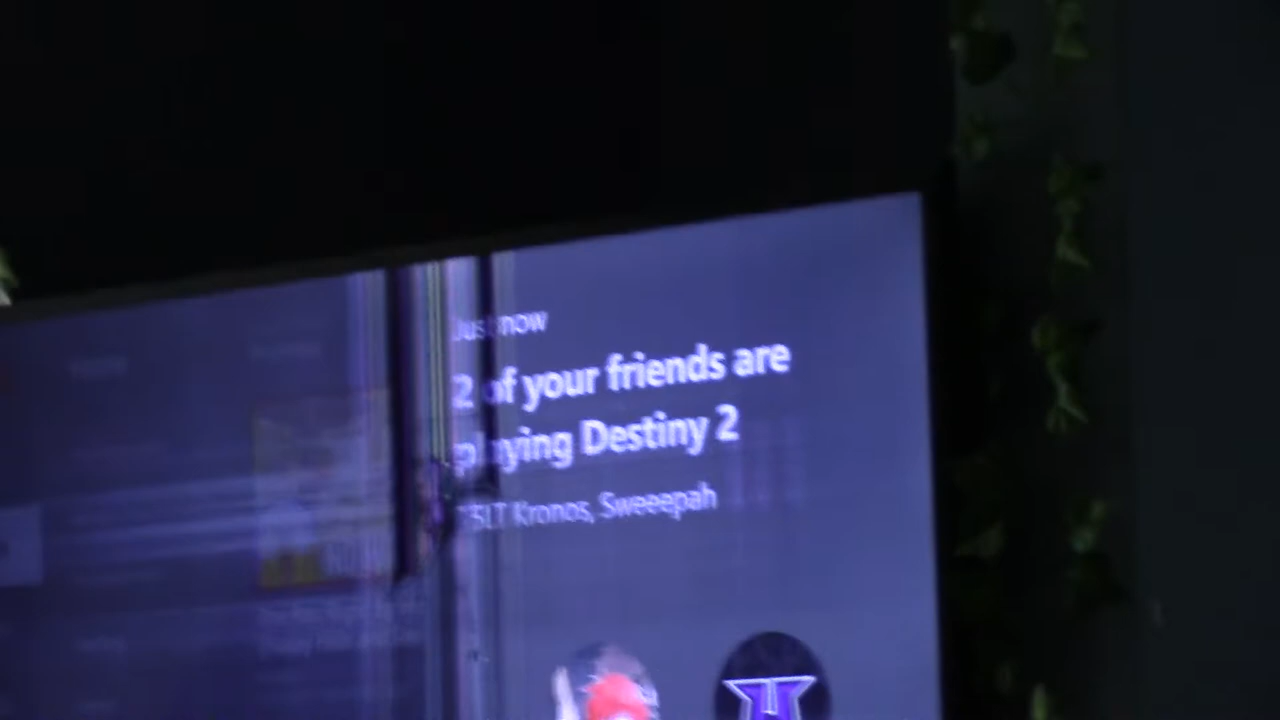 Just now
2 of your friends are
playing Destiny 2
Kronos, Sweeepah